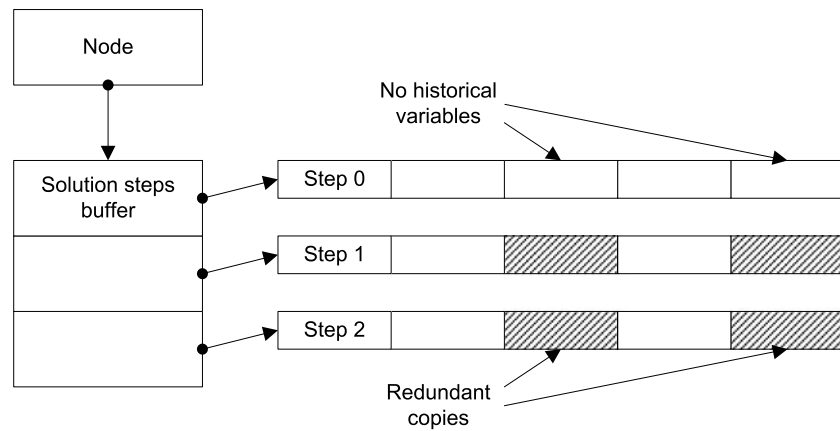 Node
No historical
variables
Solution steps
buffer
Step 0
Step 1
Step 2
Redundant
copies